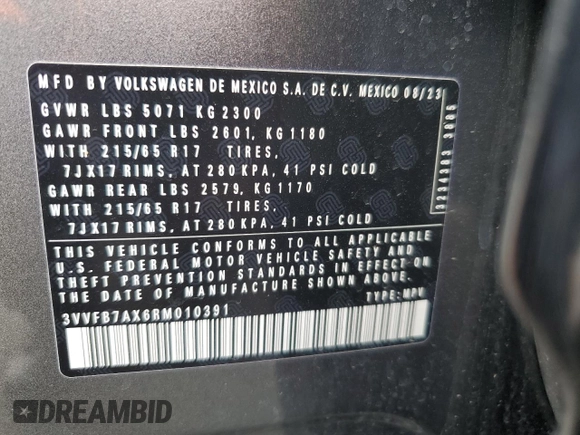 MFD BY VOLKSWAGEN DE MEXICO S.A. DE C.V. MEXICO 08/23
GVWR LBS 5071 KG 2300
GAWR FRONT LBS 2601, KG 1180
WITH 215/65 R17 TIRES,
7JX17 RIMS, AT 280 KPA, 41 PSI COLD
GAWR REAR LBS 2579, KG 1170
WITH 215/65 R17 TIRES,
7JX17 RIMS, AT 280 KPA, 41 PSI COLD
THIS VEHICLE CONFORMS TO ALL APPLICABLE
U.S. FEDERAL MOTOR VEHICLE SAFETY AND
THEFT PREVENTION STANDARDS IN EFFECT ON
THE DATE OF MANUFACTURE SHOWN ABOVE.
3VVFB7AX6RM010391
TYPE: MPV
DREAMBID